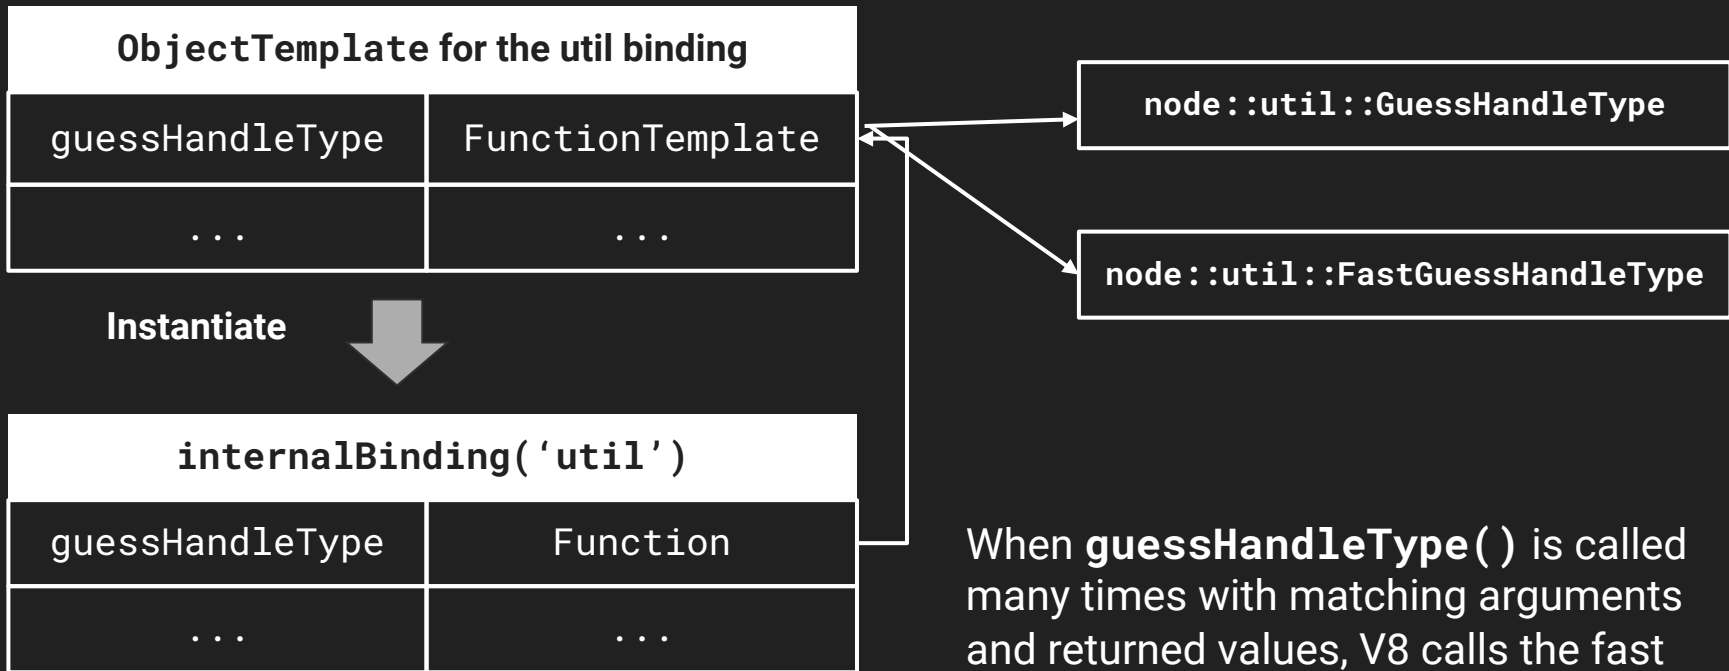 ObjectTemplate for the util binding
guessHandleType FunctionTemplate
... ...
node::util::GuessHandleType
node::util::FastGuessHandleType
Instantiate
internalBinding(‘util’)
guessHandleType Function
... ...
When guessHandleType() is called
many times with matching arguments
and returned values, V8 calls the fast